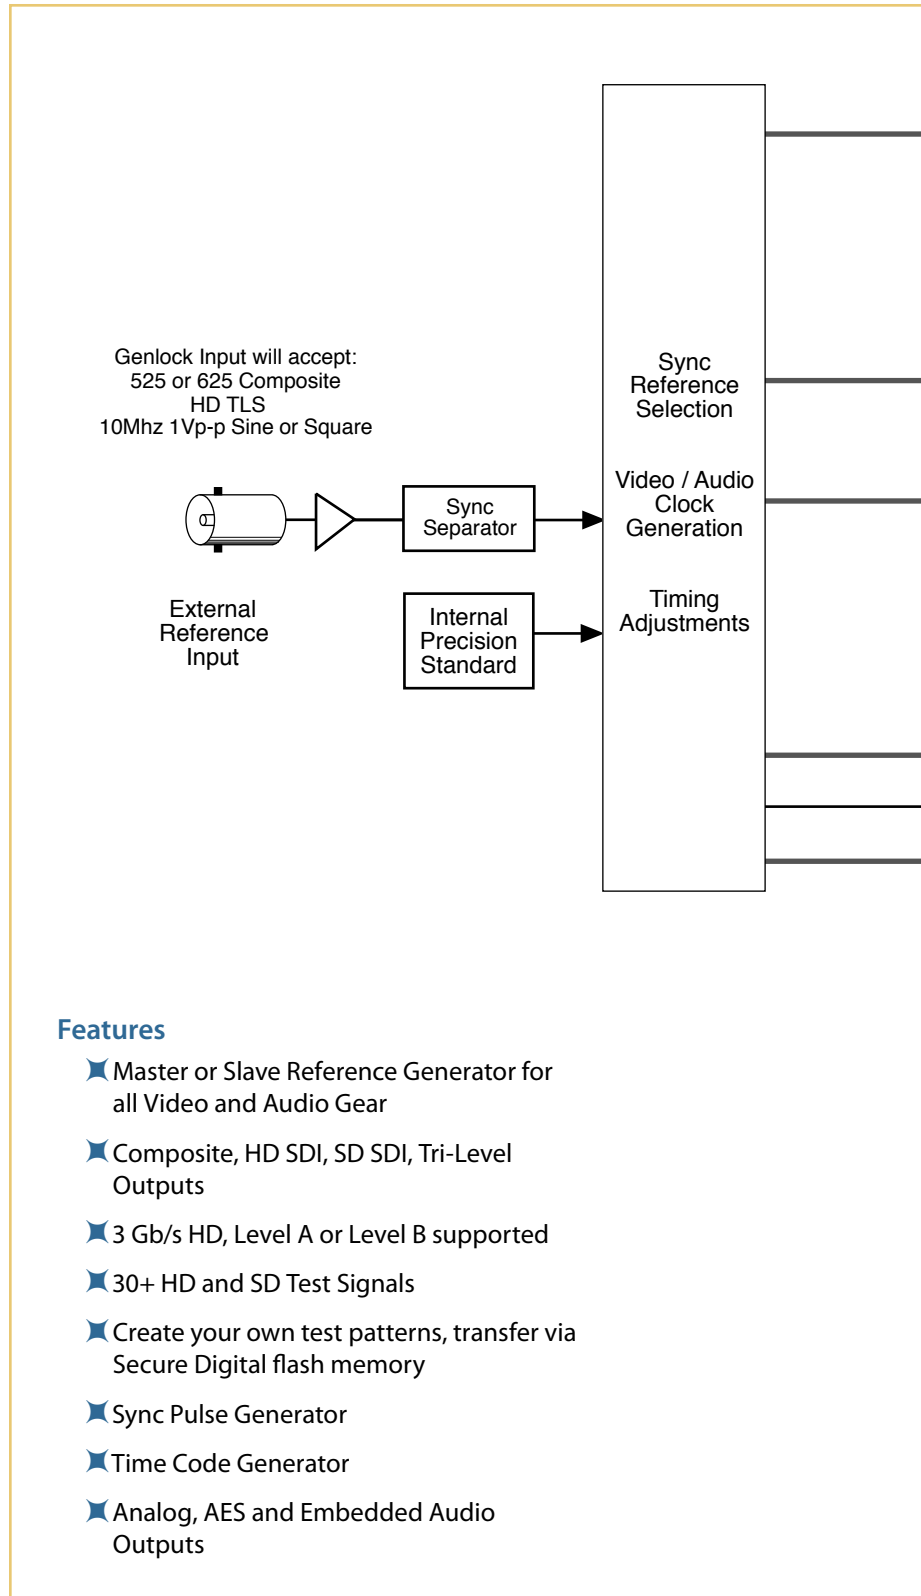 Genlock Input will accept:
525 or 625 Composite
HD TLS
10Mhz 1Vp-p Sine or Square
External
Reference
Input
Sync
Separator
Internal
Precision
Standard
Sync
Reference
Selection
Video / Audio
Clock
Generation
Timing
Adjustments
Features
Master or Slave Reference Generator for
all Video and Audio Gear
Composite, HD SDI, SD SDI, Tri-Level
Outputs
3 Gb/s HD, Level A or Level B supported
30+ HD and SD Test Signals
Create your own test patterns, transfer via
Secure Digital flash memory
Sync Pulse Generator
Time Code Generator
Analog, AES and Embedded Audio
Outputs